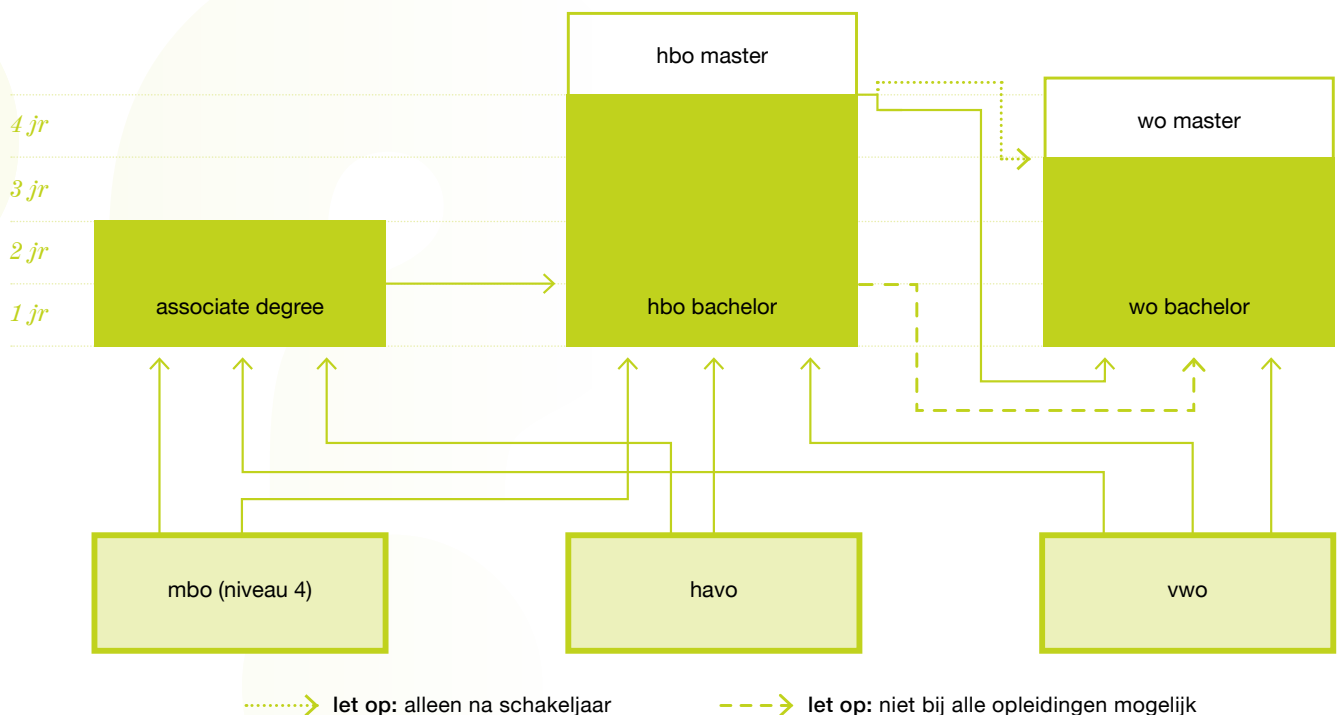 hbo master
4 jr
wo master
3 jr
2 jr
1 jr
associate degree
hbo bachelor
wo bachelor
mbo (niveau 4)
havo
vwo
let op: alleen na schakeljaar
let op: niet bij alle opleidingen mogelijk